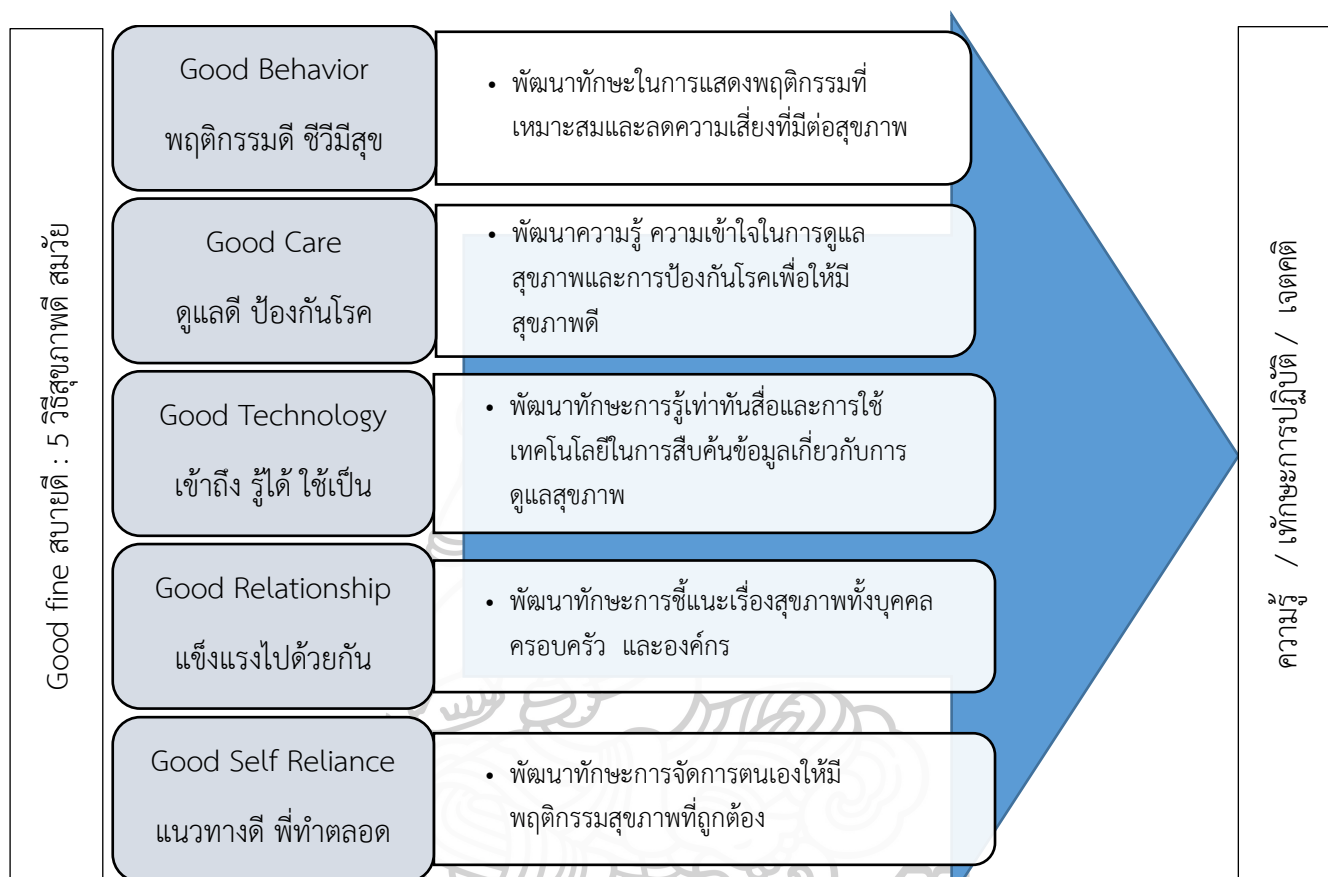 Good fine สบายดี : 5 วิธีสุขภาพดี สมวัย
Good Behavior
พฤติกรรมดี ชีวีมีสุข
• พัฒนาทักษะในการแสดงพฤติกรรมที่
เหมาะสมและลดความเสี่ยงที่มีต่อสุขภาพ
Good Care
ดูแลดี ป้องกันโรค
• พัฒนาความรู้ ความเข้าใจในการดูแล
สุขภาพและการป้องกันโรคเพื่อให้มี
สุขภาพดี
Good Technology
เข้าถึง รู้ได้ ใช้เป็น
• พัฒนาทักษะการรู้เท่าทันสื่อและการใช้
เทคโนโลยีในการสืบค้นข้อมูลเกี่ยวกับการ
ดูแลสุขภาพ
Good Relationship
แข็งแรงไปด้วยกัน
• พัฒนาทักษะการชี้แนะเรื่องสุขภาพทั้งบุคคล
ครอบครัว และองค์กร
Good Self Reliance
แนวทางดี พี่ทำตลอด
• พัฒนาทักษะการจัดการตนเองให้มี
พฤติกรรมสุขภาพที่ถูกต้อง
ความรู้ / เทักษะการปฏิบัติ / เจตคติ